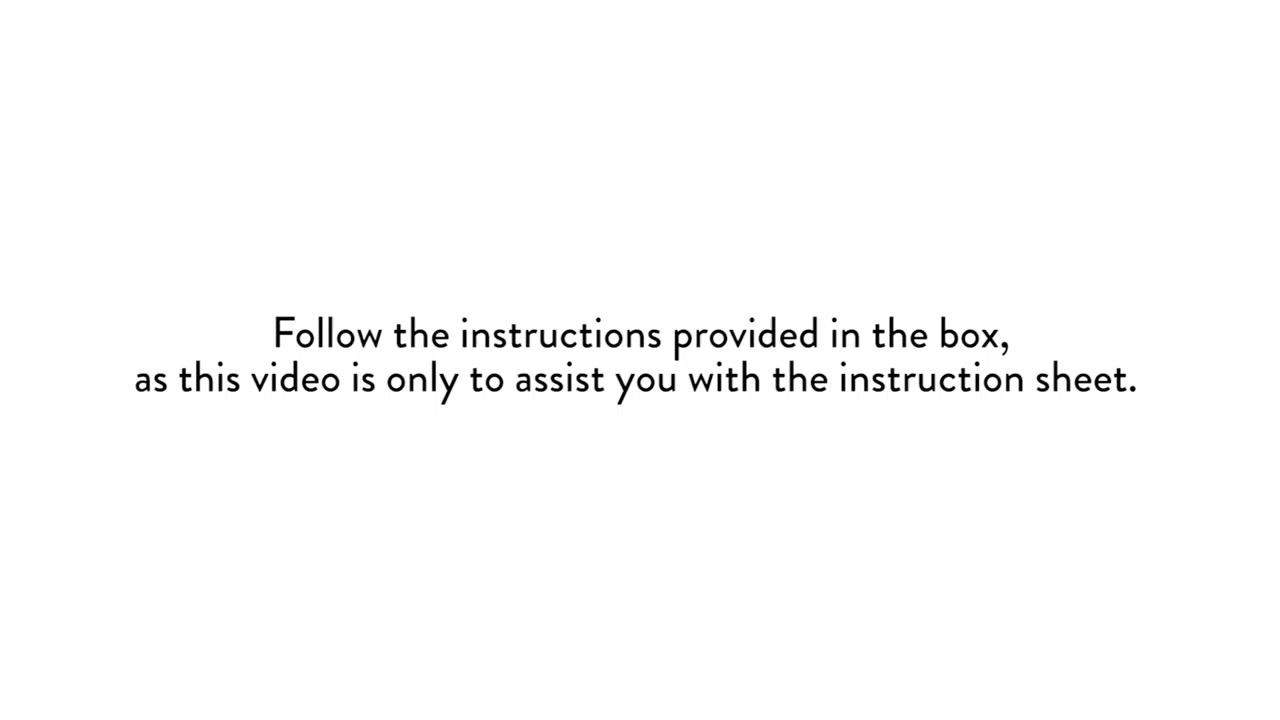 Follow the instructions provided in the box,
as this video is only to assist you with the instruction sheet.